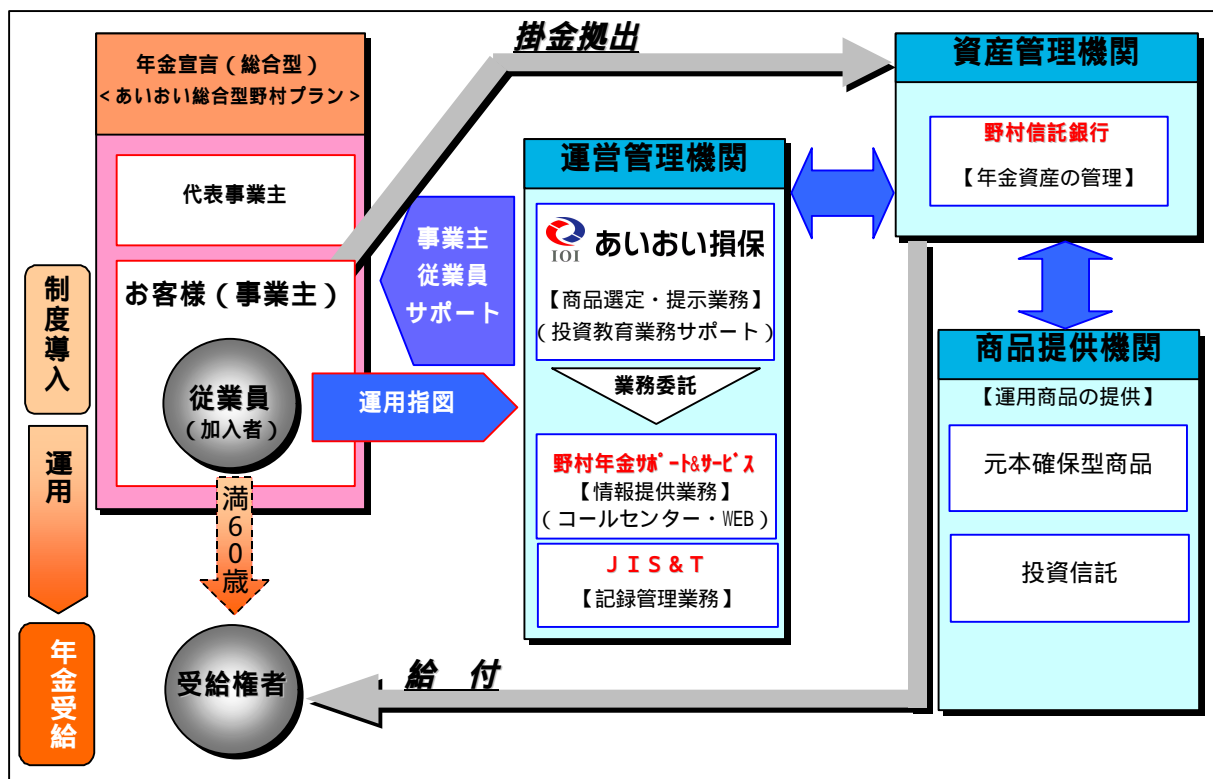 掛金拠出
年金宣言（総合型）
＜あいおい総合型野村プラン＞
代表事業主
お客様（事業主）
従業員
（加入者）
制度導入
運用
年金受給
満60歳
受給権者
事業主
従業員
サポート
運用指図
運営管理機関
IOI
あいおい損保
【商品選定・提示業務】
（投資教育業務サポート）
業務委託
野村年金ｻﾎﾟｰﾄ&ｻｰﾋﾞｽ
【情報提供業務】
（コールセンター・WEB）
ＪＩＳ＆Ｔ
【記録管理業務】
資産管理機関
野村信託銀行
【年金資産の管理】
商品提供機関
【運用商品の提供】
元本確保型商品
投資信託
給　付